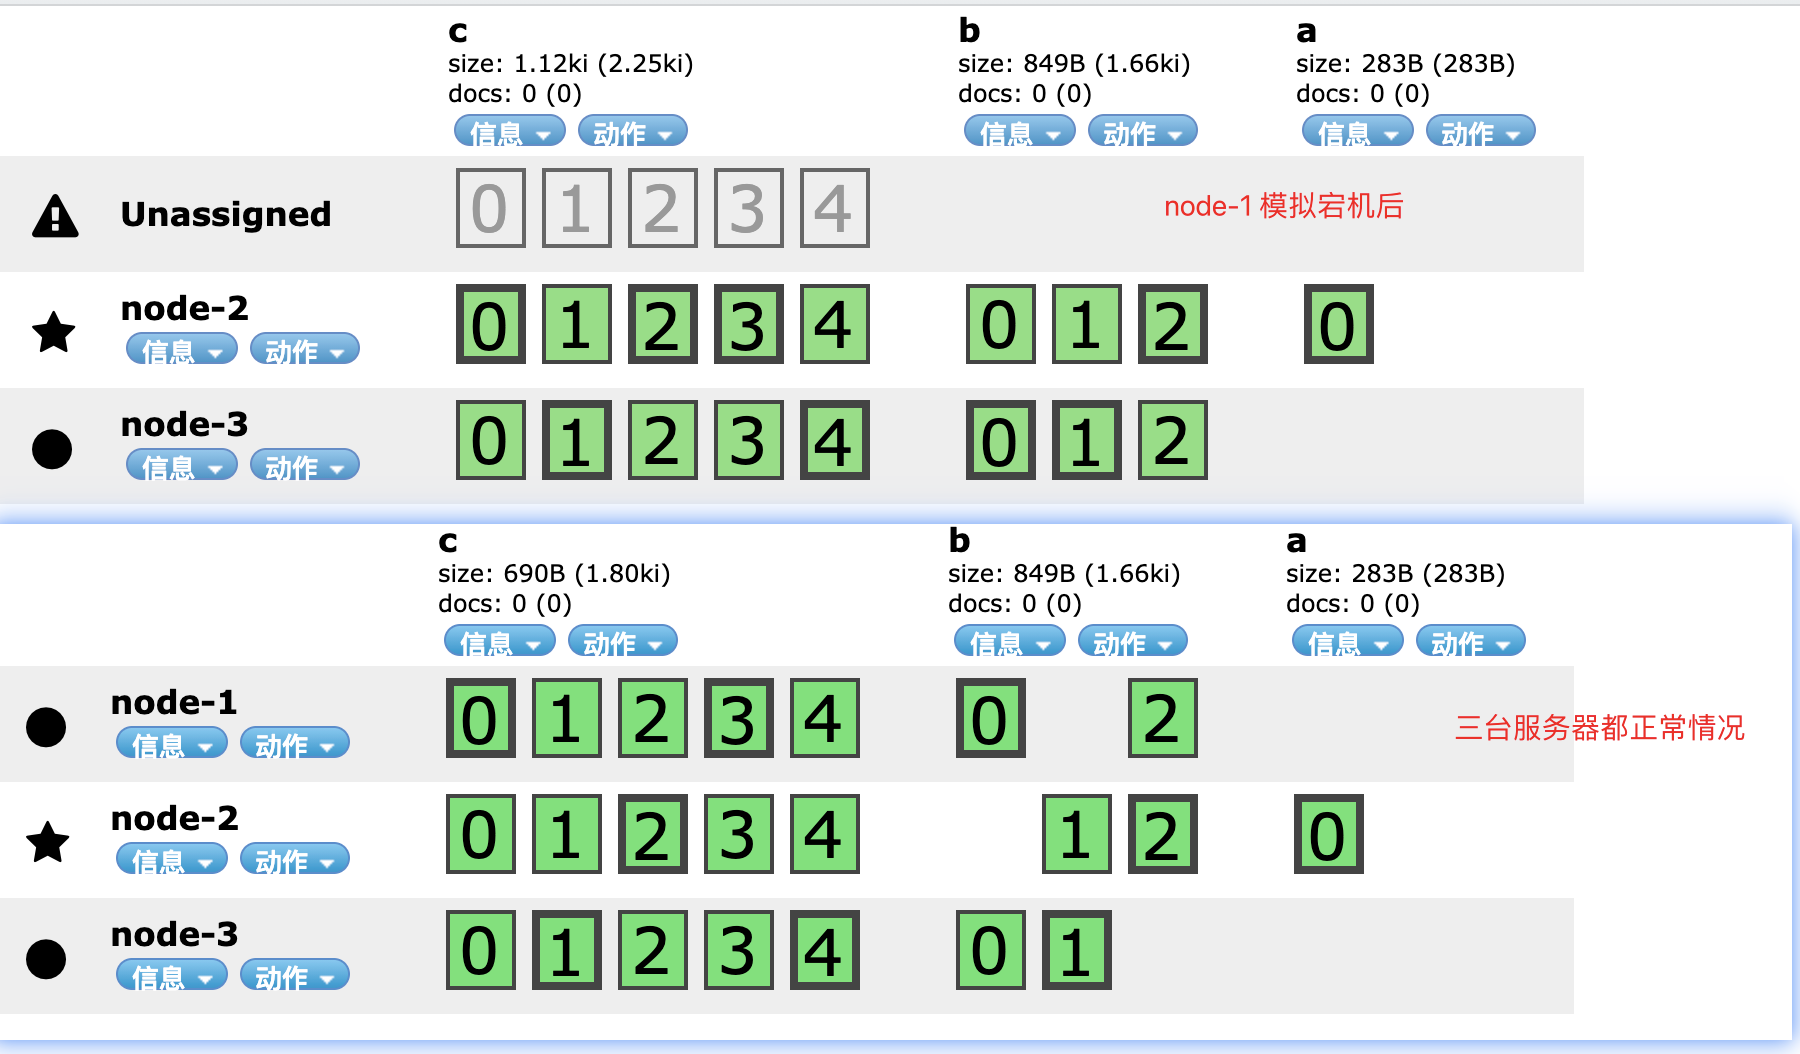 c b a
size: 1.12ki (2.25ki) size: 849B (1.66ki) size: 283B (283B)
docs: 0 (0) docs: 0 (0) docs: 0 (0)
信息 动作 信息 动作 信息 动作
Unassigned 0 1 2 3 4 node-1 模拟宕机后
node-2 0 1 2 3 4 0 1 2 0
信息 动作
node-3 0 1 2 3 4 0 1 2
信息 动作
c b a
size: 690B (1.80ki) size: 849B (1.66ki) size: 283B (283B)
docs: 0 (0) docs: 0 (0) docs: 0 (0)
信息 动作 信息 动作 信息 动作
node-1 0 1 2 3 4 0 2 三台服务器都正常情况
信息 动作
node-2 0 1 2 3 4 1 2 0
信息 动作
node-3 0 1 2 3 4 0 1
信息 动作